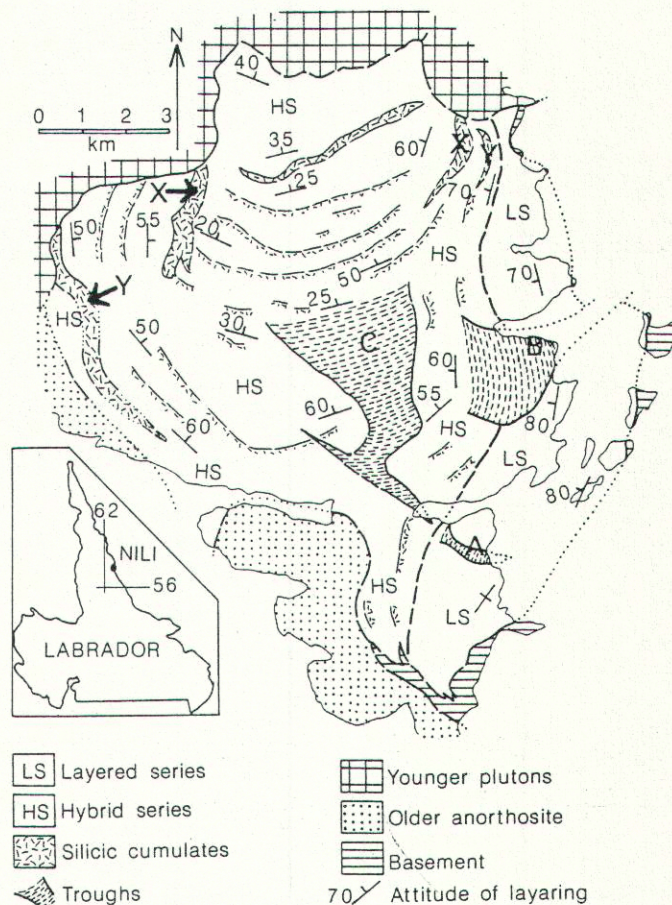 N
0 1 2 3
km
40
HS
35
25
60
X
70
X
50
55
20
LS
HS
50
70
Y
25
HS
50
30
C
B
HS
60
60
55
80
60
HS
LS
HS
80
A
HS
LS
62
NILI
56
LABRADOR
LS Layered series
HS Hybrid series
Silicic cumulates
Troughs
Younger plutons
Older anorthosite
Basement
70 Attitude of layaring